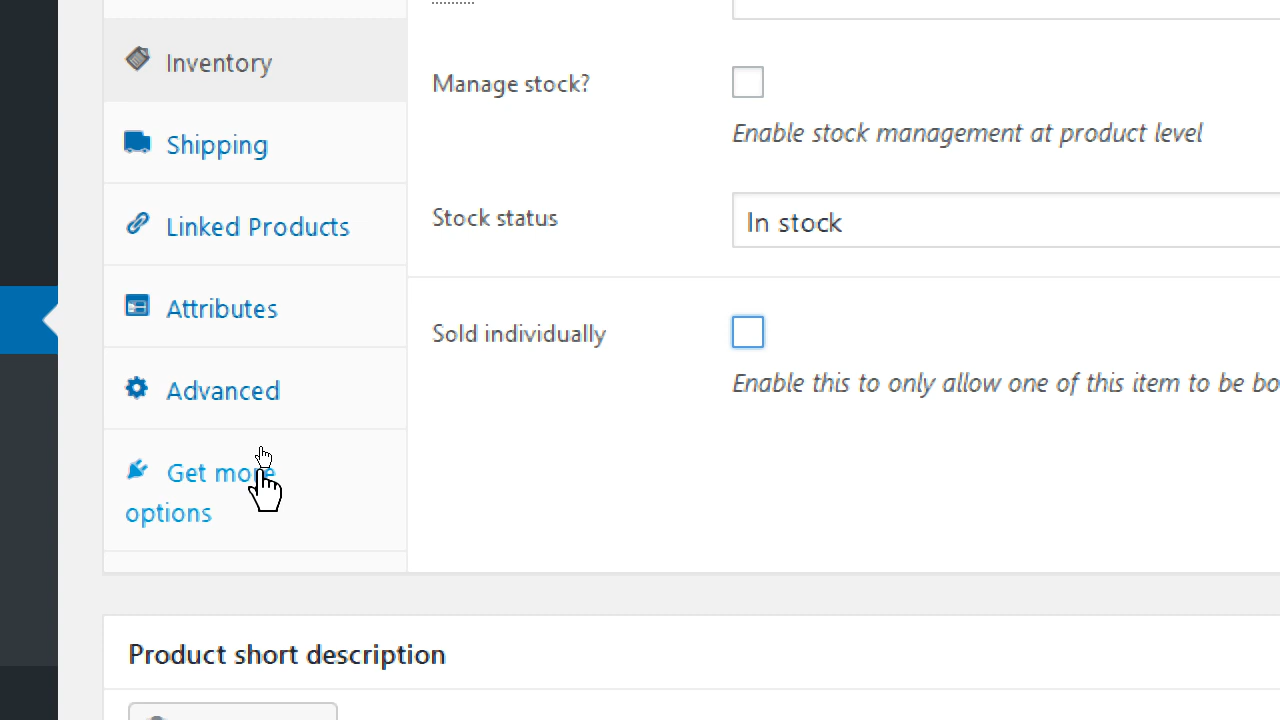 Inventory
Shipping
Linked Products
Attributes
Advanced
Get more
options
Manage stock?
Enable stock management at product level
Stock status
In stock
Sold individually
Enable this to only allow one of this item to be bo
Product short description